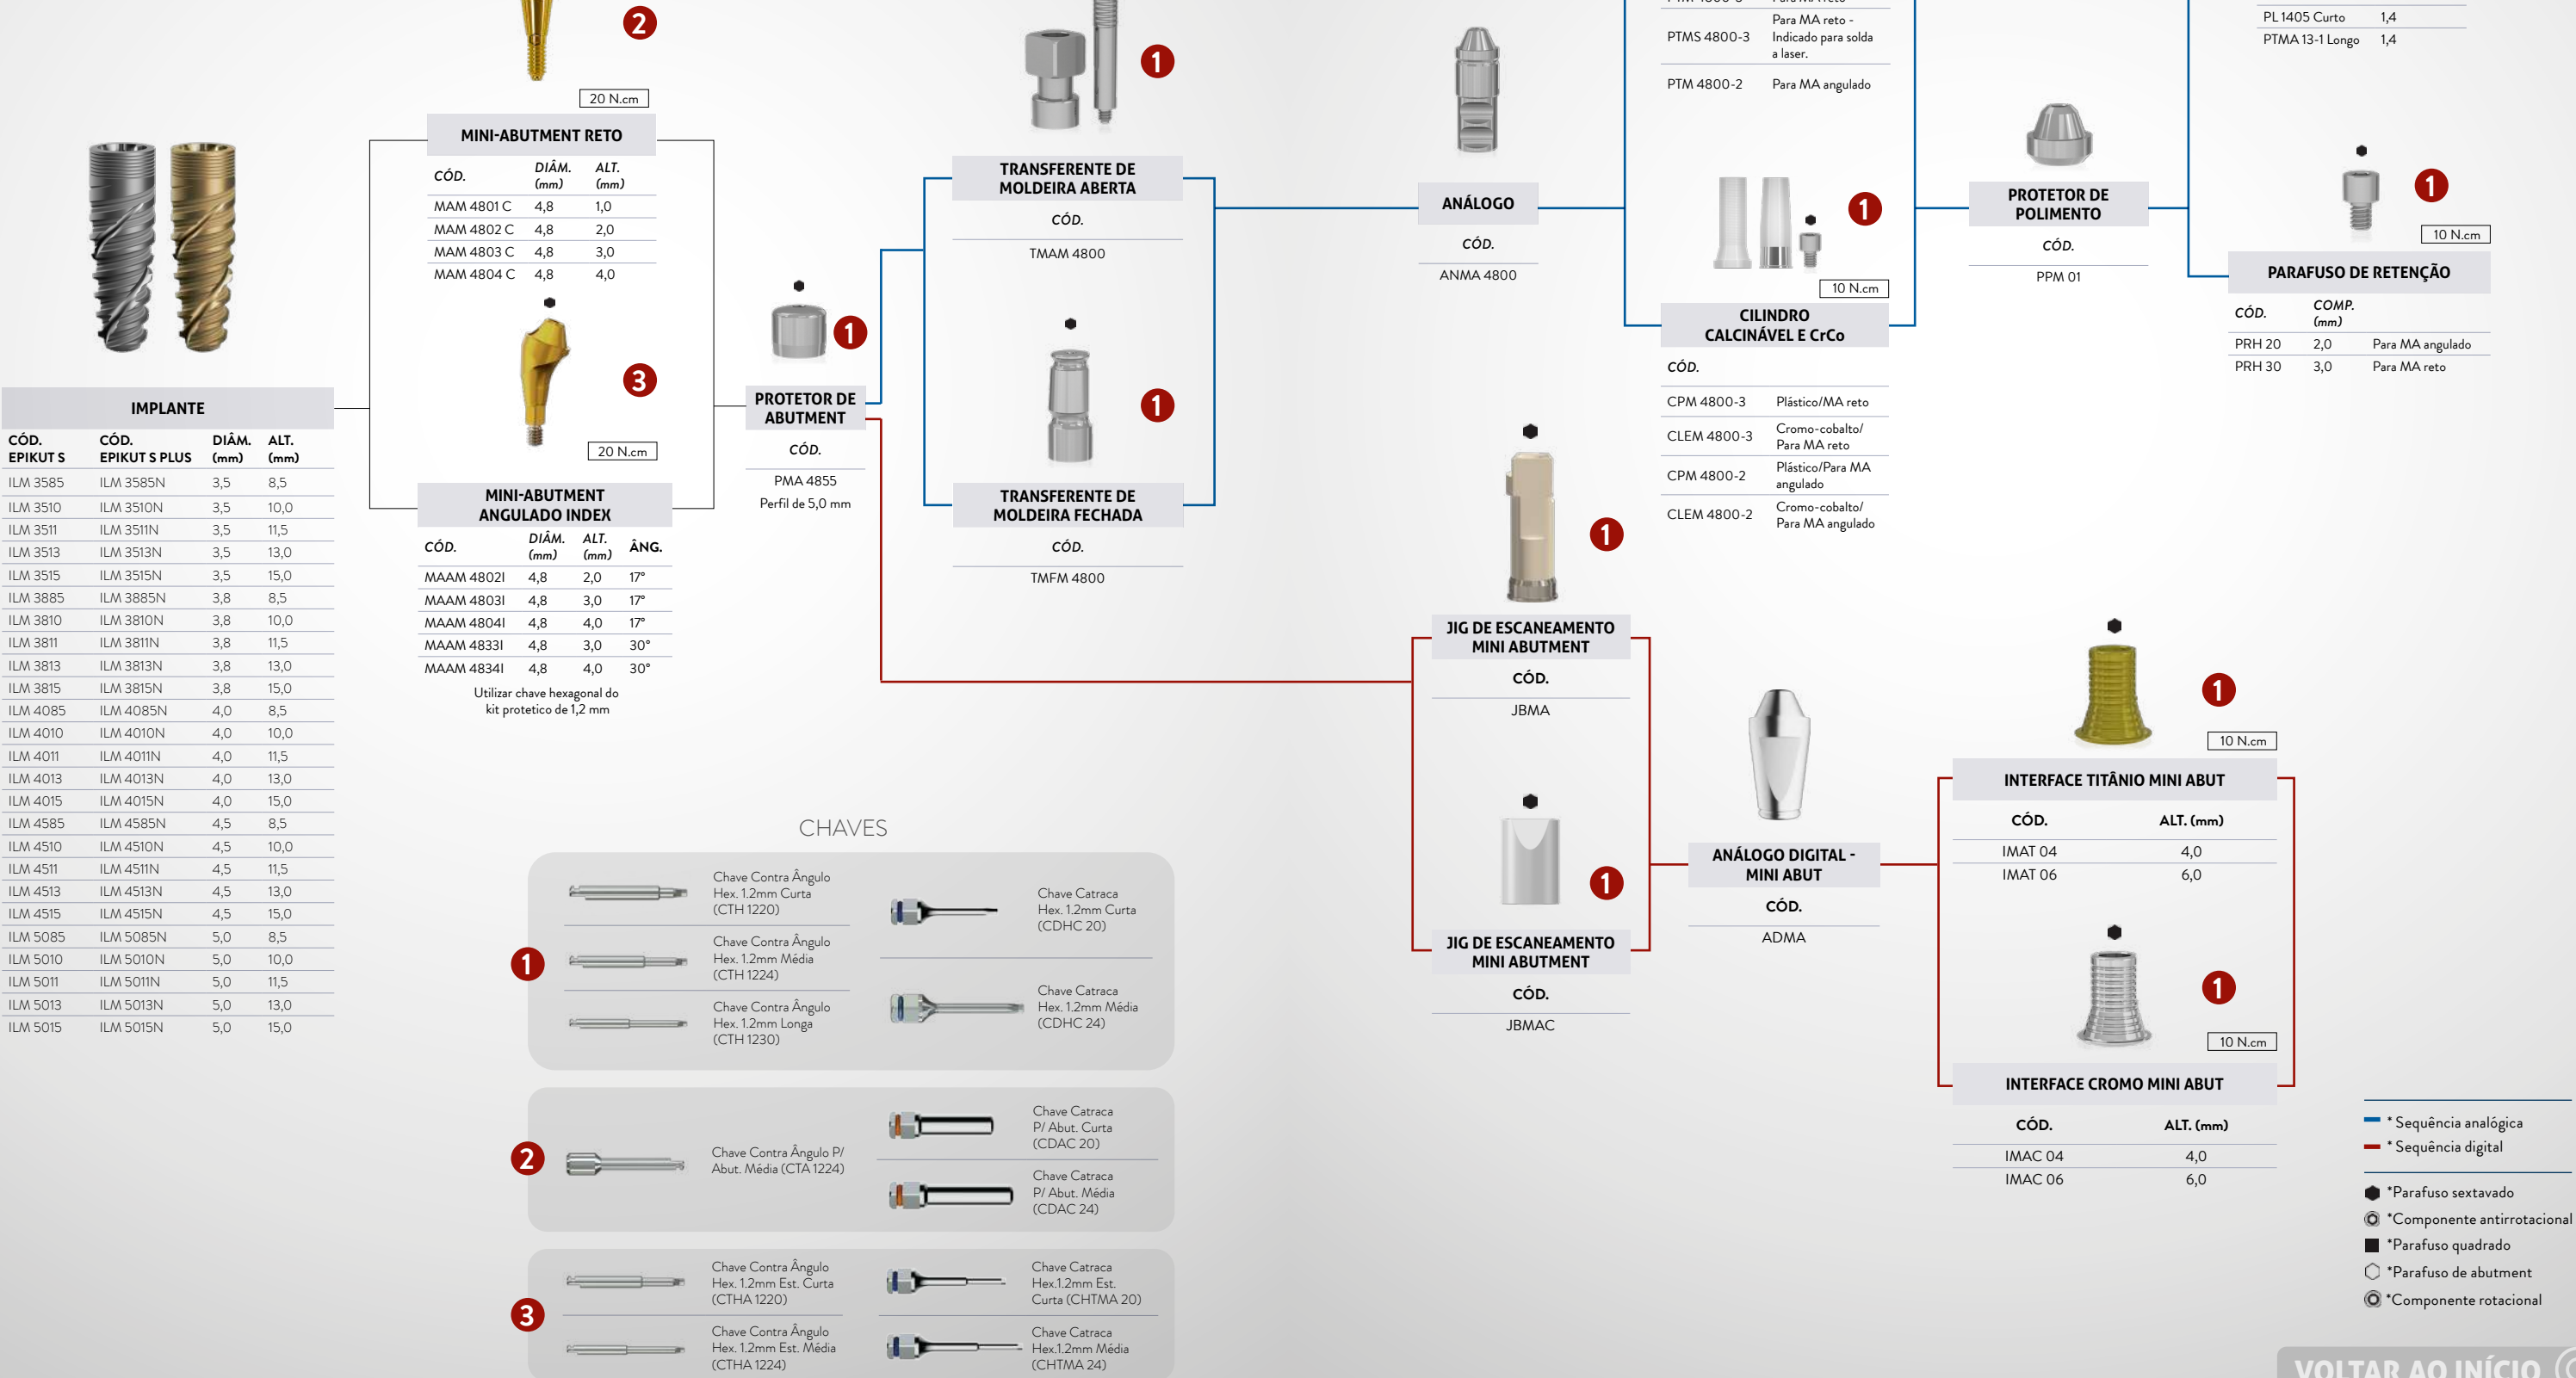 2
20 N.cm
MINI-ABUTMENT RETO
CÓD. DIÂM. (mm) ALT. (mm)
MAM 4801 C 4,8 1,0
MAM 4802 C 4,8 2,0
MAM 4803 C 4,8 3,0
MAM 4804 C 4,8 4,0
3
20 N.cm
MINI-ABUTMENT
ANGULADO INDEX
CÓD. DIÂM. (mm) ALT. (mm) ÂNG.
MAAM 4802I 4,8 2,0 17°
MAAM 4803I 4,8 3,0 17°
MAAM 4804I 4,8 4,0 17°
MAAM 4833I 4,8 3,0 30°
MAAM 4834I 4,8 4,0 30°
Utilizar chave hexagonal do
kit protetico de 1,2 mm
IMPLANTE
CÓD. EPIKUT S CÓD. EPIKUT S PLUS DIÂM. (mm) ALT. (mm)
ILM 3585 ILM 3585N 3,5 8,5
ILM 3510 ILM 3510N 3,5 10,0
ILM 3511 ILM 3511N 3,5 11,5
ILM 3513 ILM 3513N 3,5 13,0
ILM 3515 ILM 3515N 3,5 15,0
ILM 3885 ILM 3885N 3,8 8,5
ILM 3810 ILM 3810N 3,8 10,0
ILM 3811 ILM 3811N 3,8 11,5
ILM 3813 ILM 3813N 3,8 13,0
ILM 3815 ILM 3815N 3,8 15,0
ILM 4085 ILM 4085N 4,0 8,5
ILM 4010 ILM 4010N 4,0 10,0
ILM 4011 ILM 4011N 4,0 11,5
ILM 4013 ILM 4013N 4,0 13,0
ILM 4015 ILM 4015N 4,0 15,0
ILM 4585 ILM 4585N 4,5 8,5
ILM 4510 ILM 4510N 4,5 10,0
ILM 4511 ILM 4511N 4,5 11,5
ILM 4513 ILM 4513N 4,5 13,0
ILM 4515 ILM 4515N 4,5 15,0
ILM 5085 ILM 5085N 5,0 8,5
ILM 5010 ILM 5010N 5,0 10,0
ILM 5011 ILM 5011N 5,0 11,5
ILM 5013 ILM 5013N 5,0 13,0
ILM 5015 ILM 5015N 5,0 15,0
1
PROTETOR DE
ABUTMENT
CÓD.
PMA 4855
Perfil de 5,0 mm
1
TRANSFERENTE DE
MOLDEIRA ABERTA
CÓD.
TMAM 4800
1
TRANSFERENTE DE
MOLDEIRA FECHADA
CÓD.
TMFM 4800
ANÁLOGO
CÓD.
ANMA 4800
PTMS 4800-3 Para MA reto -
Indicado para solda
a laser.
PTM 4800-2 Para MA angulado
1
10 N.cm
CILINDRO
CALCINÁVEL E CrCo
CÓD.
CPM 4800-3 Plástico/MA reto
CLEM 4800-3 Cromo-cobalto/
Para MA reto
CPM 4800-2 Plástico/Para MA
angulado
CLEM 4800-2 Cromo-cobalto/
Para MA angulado
PROTETOR DE
POLIMENTO
CÓD.
PPM 01
PL 1405 Curto 1,4
PTMA 13-1 Longo 1,4
1
10 N.cm
PARAFUSO DE RETENÇÃO
CÓD. COMP. (mm)
PRH 20 2,0 Para MA angulado
PRH 30 3,0 Para MA reto
1
JIG DE ESCANEAMENTO
MINI ABUTMENT
CÓD.
JBMA
1
JIG DE ESCANEAMENTO
MINI ABUTMENT
CÓD.
JBMAC
ANÁLOGO DIGITAL -
MINI ABUT
CÓD.
ADMA
1
10 N.cm
INTERFACE TITÂNIO MINI ABUT
CÓD. ALT. (mm)
IMAT 04 4,0
IMAT 06 6,0
1
10 N.cm
INTERFACE CROMO MINI ABUT
CÓD. ALT. (mm)
IMAC 04 4,0
IMAC 06 6,0
CHAVES
1
Chave Contra Ângulo
Hex. 1.2mm Curta
(CTH 1220)
Chave Contra Ângulo
Hex. 1.2mm Média
(CTH 1224)
Chave Contra Ângulo
Hex. 1.2mm Longa
(CTH 1230)
Chave Catraca
Hex. 1.2mm Curta
(CDHC 20)
Chave Catraca
Hex. 1.2mm Média
(CDHC 24)
2
Chave Contra Ângulo P/
Abut. Média (CTA 1224)
Chave Catraca
P/ Abut. Curta
(CDAC 20)
Chave Catraca
P/ Abut. Média
(CDAC 24)
3
Chave Contra Ângulo
Hex. 1.2mm Est. Curta
(CTHA 1220)
Chave Contra Ângulo
Hex. 1.2mm Est. Média
(CTHA 1224)
Chave Catraca
Hex.1.2mm Est.
Curta (CHTMA 20)
Chave Catraca
Hex.1.2mm Média
(CHTMA 24)
* Sequência analógica
* Sequência digital
*Parafuso sextavado
*Componente antirrotacional
*Parafuso quadrado
*Parafuso de abutment
*Componente rotacional
VOLTAR AO INÍCIO